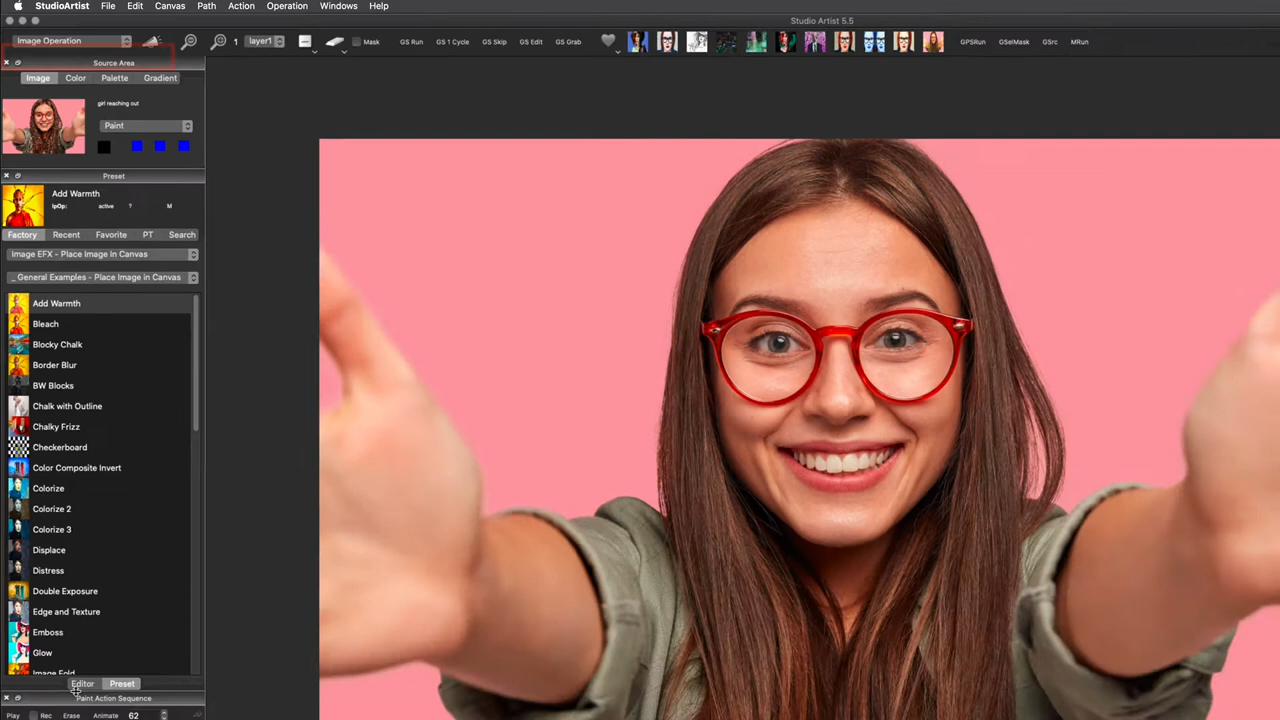 StudioArtist File Edit Canvas Path Action Operation Windows Help
Studio Artist 5.5
Image Operation 1 layer1 Mask GS Run GS 1 Cycle GS Skip GS Edit GS Grab GPSRun GSelMask GSrc MRun
Source Area
Image Color Palette Gradient
girl reaching out
Paint
Preset
Add Warmth
IpOp: active ? M
Factory Recent Favorite PT Search
Image EFX - Place Image In Canvas
_ General Examples - Place Image in Canvas
Add Warmth
Bleach
Blocky Chalk
Border Blur
BW Blocks
Chalk with Outline
Chalky Frizz
Checkerboard
Color Composite Invert
Colorize
Colorize 2
Colorize 3
Displace
Distress
Double Exposure
Edge and Texture
Emboss
Glow
Image Fold
Editor Preset
Paint Action Sequence
Play Rec Erase Animate 62